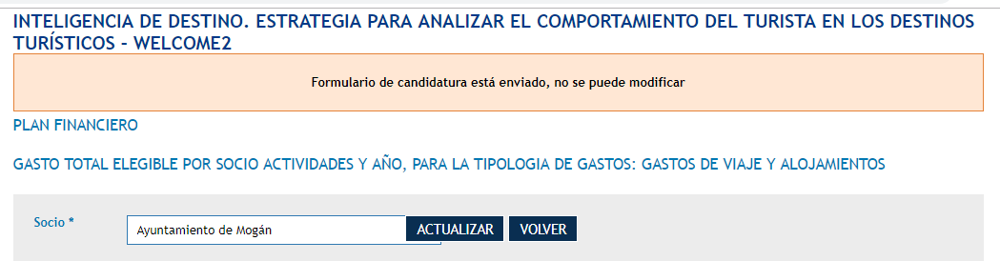 INTELIGENCIA DE DESTINO. ESTRATEGIA PARA ANALIZAR EL COMPORTAMIENTO DEL TURISTA EN LOS DESTINOS
TURÍSTICOS - WELCOME2
Formulario de candidatura está enviado, no se puede modificar
PLAN FINANCIERO
GASTO TOTAL ELEGIBLE POR SOCIO ACTIVIDADES Y AÑO, PARA LA TIPOLOGIA DE GASTOS: GASTOS DE VIAJE Y ALOJAMIENTOS
Socio * Ayuntamiento de Mogán ACTUALIZAR VOLVER